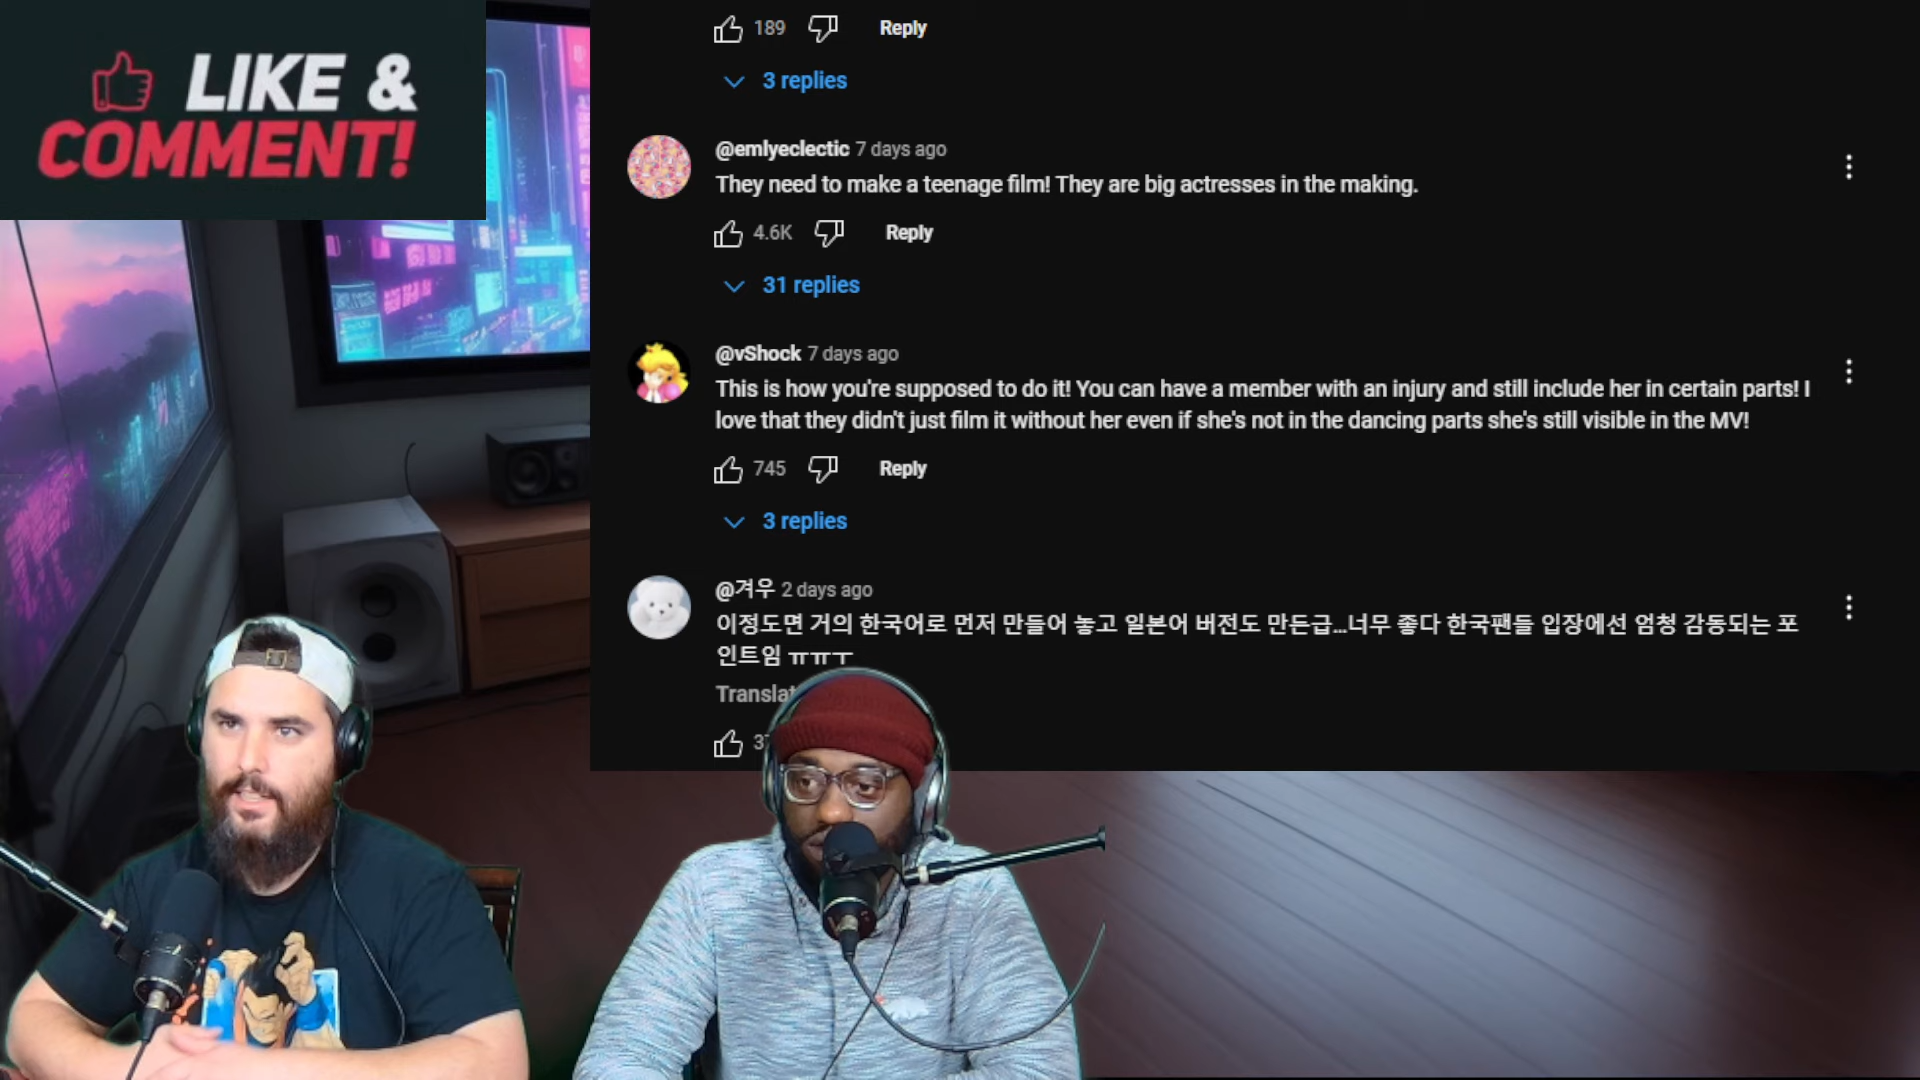 LIKE &
COMMENT!
189 Reply
3 replies
@emlyeclectic 7 days ago
They need to make a teenage film! They are big actresses in the making.
4.6K Reply
31 replies
@vShock 7 days ago
This is how you're supposed to do it! You can have a member with an injury and still include her in certain parts! I
love that they didn't just film it without her even if she's not in the dancing parts she's still visible in the MV!
745 Reply
3 replies
@겨우 2 days ago
이정도면 거의 한국어로 먼저 만들어 놓고 일본어 버전도 만든급...너무 좋다 한국팬들 입장에선 엄청 감동되는 포
인트임 ㅠㅠㅜ